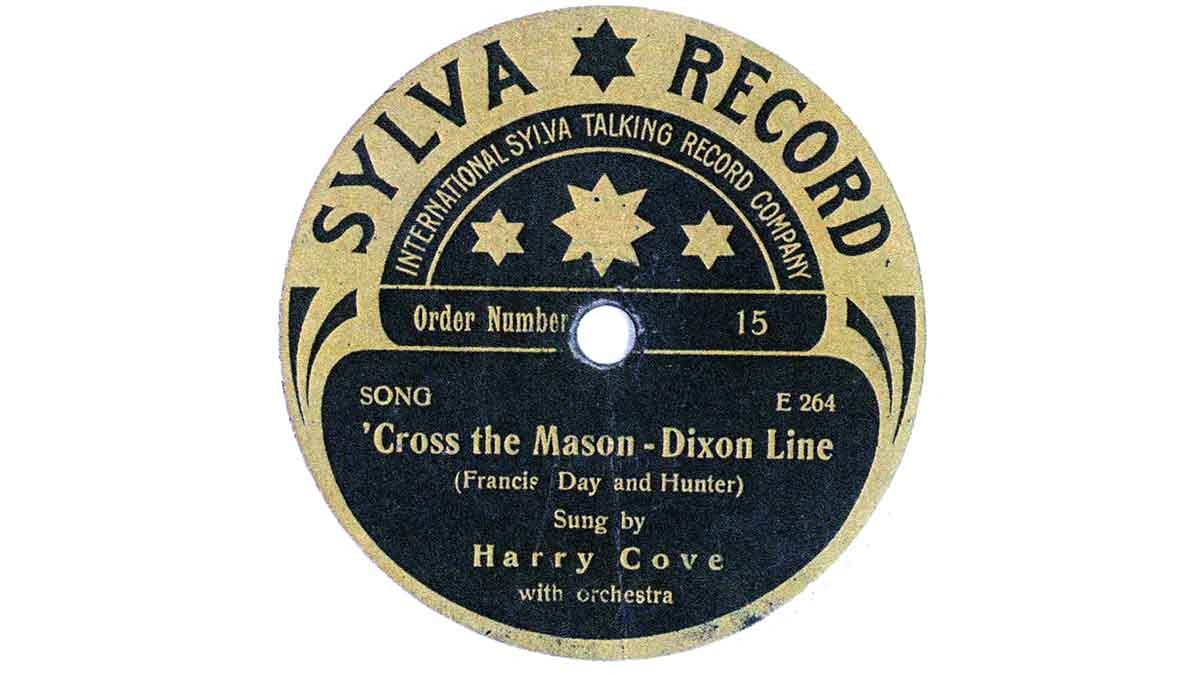 SYLVA RECORD
INTERNATIONAL SYLVA TALKING RECORD COMPANY
Order Number 15
SONG E 264
'Cross the Mason - Dixon Line
(Francis Day and Hunter)
Sung by
Harry Cove
with orchestra